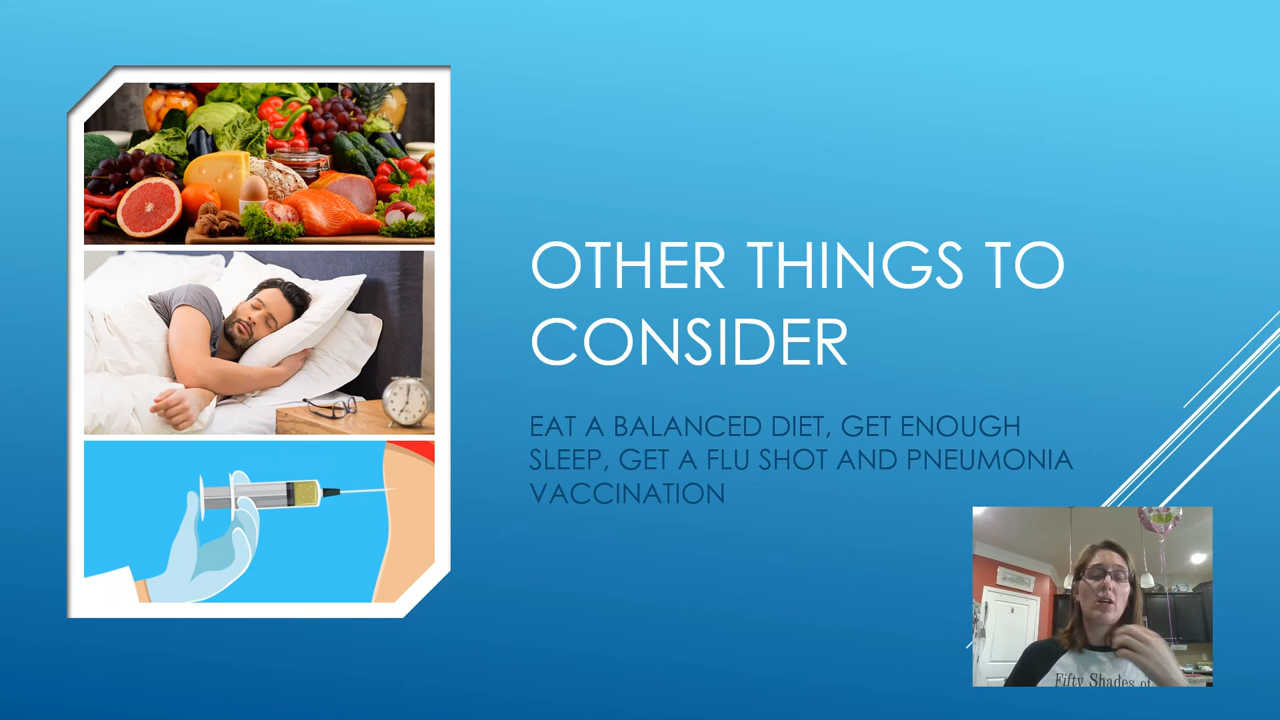 OTHER THINGS TO
CONSIDER
EAT A BALANCED DIET, GET ENOUGH
SLEEP, GET A FLU SHOT AND PNEUMONIA
VACCINATION
Fifty Shades of